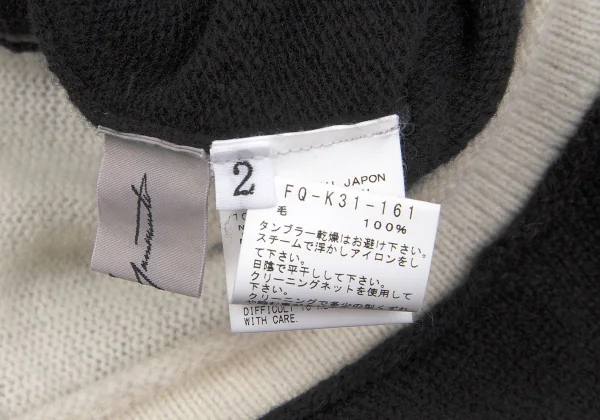 2
JAPON
FQ-K31-161
毛
100%
タンブラー乾燥はお避け下さい。
スチームで浮かしアイロンをし
て下さい。
日陰で平干しして下さい。
クリーニングネットを使用して
下さい。
WITH CARE.